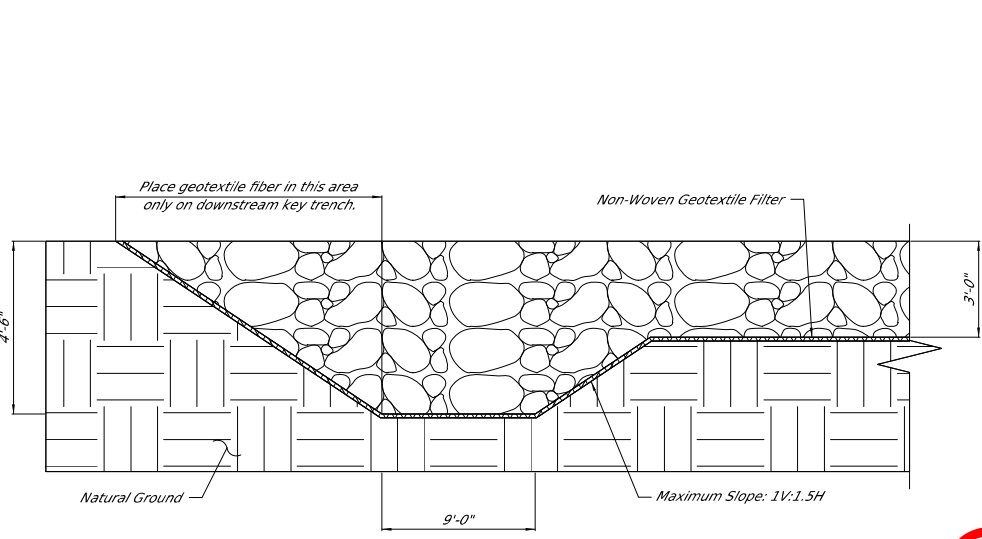 Place geotextile fiber in this area
only on downstream key trench.
Non-Woven Geotextile Filter
3'-0"
4'-6"
Natural Ground
Maximum Slope: 1V:1.5H
9'-0"